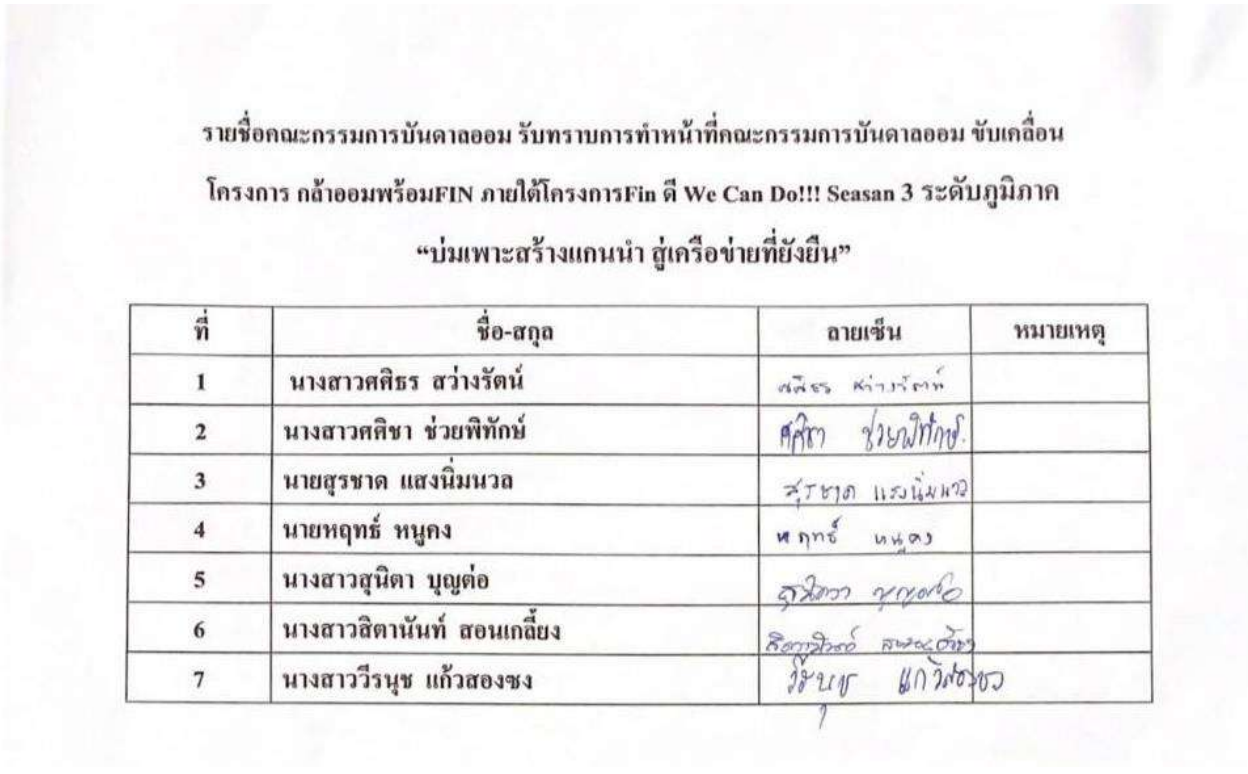 รายชื่อคณะกรรมการบันดาลออม รับทราบการทำหน้าที่คณะกรรมการบันดาลออม ขับเคลื่อน
โครงการ กล้าออมพร้อมFIN ภายใต้โครงการFin ดี We Can Do!!! Seasan 3 ระดับภูมิภาค
“บ่มเพาะสร้างแกนนำ สู่เครือข่ายที่ยั่งยืน”
ที่ ชื่อ-สกุล ลายเซ็น หมายเหตุ
1 นางสาวศศิธร สว่างรัตน์ ศศิธร สว่างรัตน์
2 นางสาวศศิชา ช่วยพิทักษ์ ศศิชา ช่วยพิทักษ์
3 นายสุรชาด แสงนิ่มนวล สุรชาด แสงนิ่มนวล
4 นายหฤทธ์ หนูคง หฤทธ์ หนูคง
5 นางสาวสุนิตา บุญต่อ บุญต่อ
6 นางสาวสิตานันท์ สอนเกลี้ยง
7 นางสาววีรนุช แก้วสองซง วีรนุช แก้วสองซง